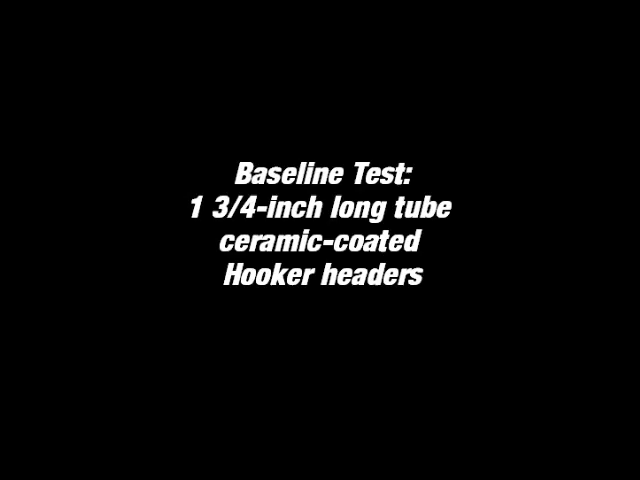 Baseline Test:
1 3/4-inch long tube
ceramic-coated
Hooker headers